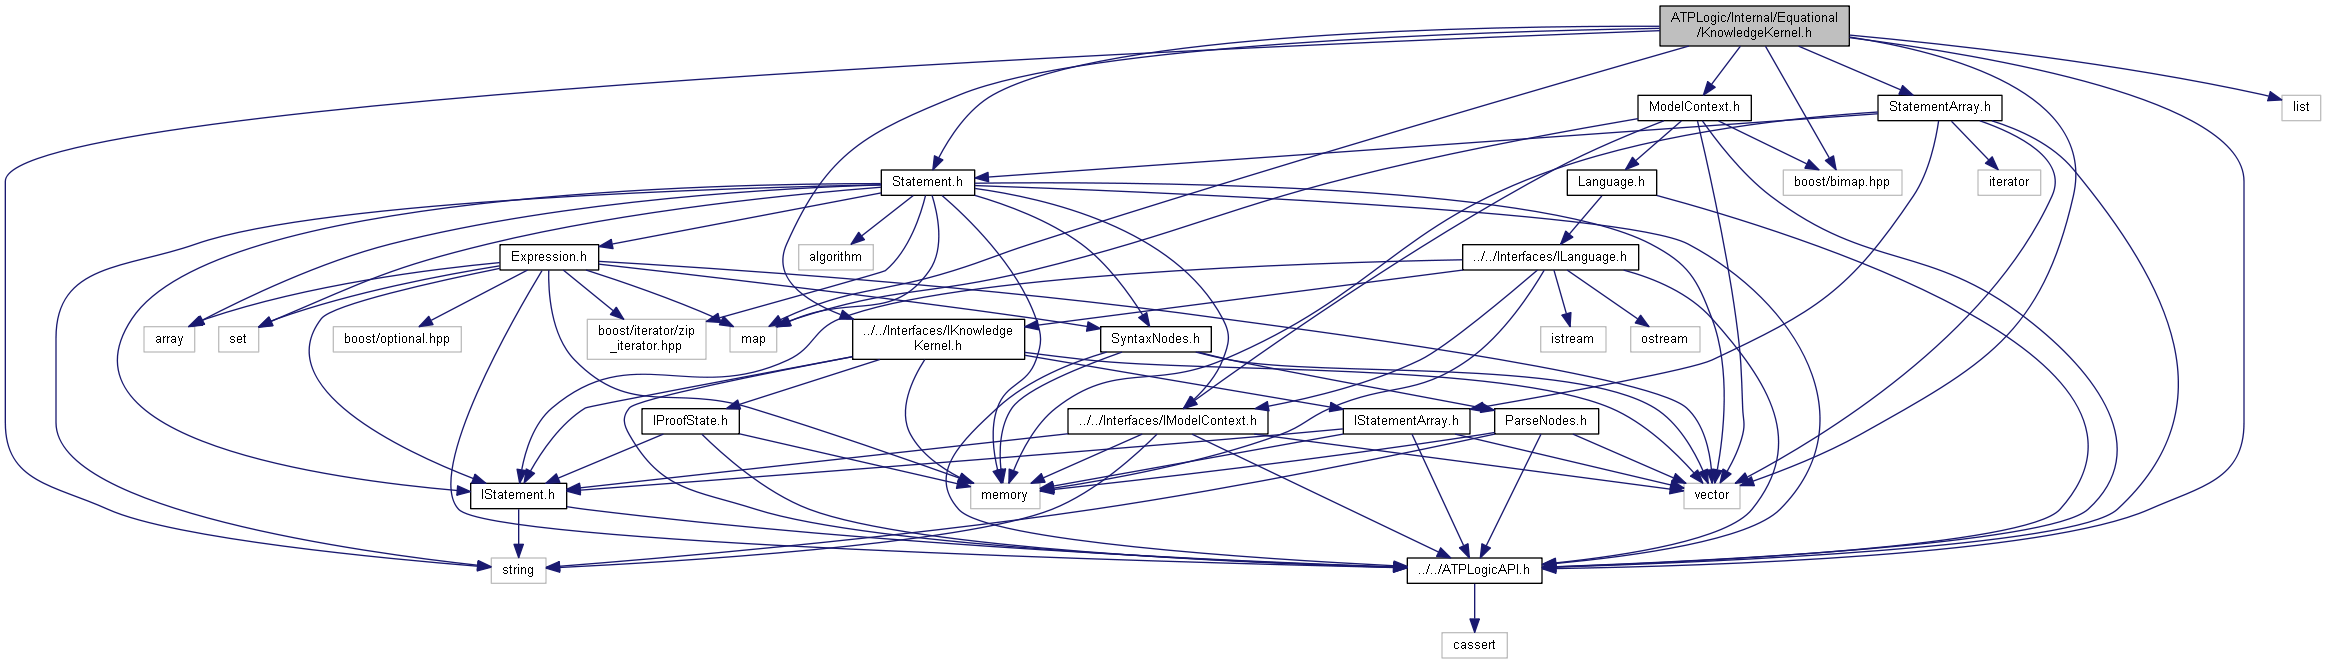 ATPLogic/Internal/Equational
/KnowledgeKernel.h
ModelContext.h
StatementArray.h
list
Statement.h
Language.h
boost/bimap.hpp
iterator
Expression.h
algorithm
../../Interfaces/ILanguage.h
array
set
boost/optional.hpp
boost/iterator/zip
_iterator.hpp
map
../../Interfaces/IKnowledge
Kernel.h
SyntaxNodes.h
istream
ostream
IProofState.h
../../Interfaces/IModelContext.h
IStatementArray.h
ParseNodes.h
IStatement.h
memory
vector
string
../../ATPLogicAPI.h
cassert